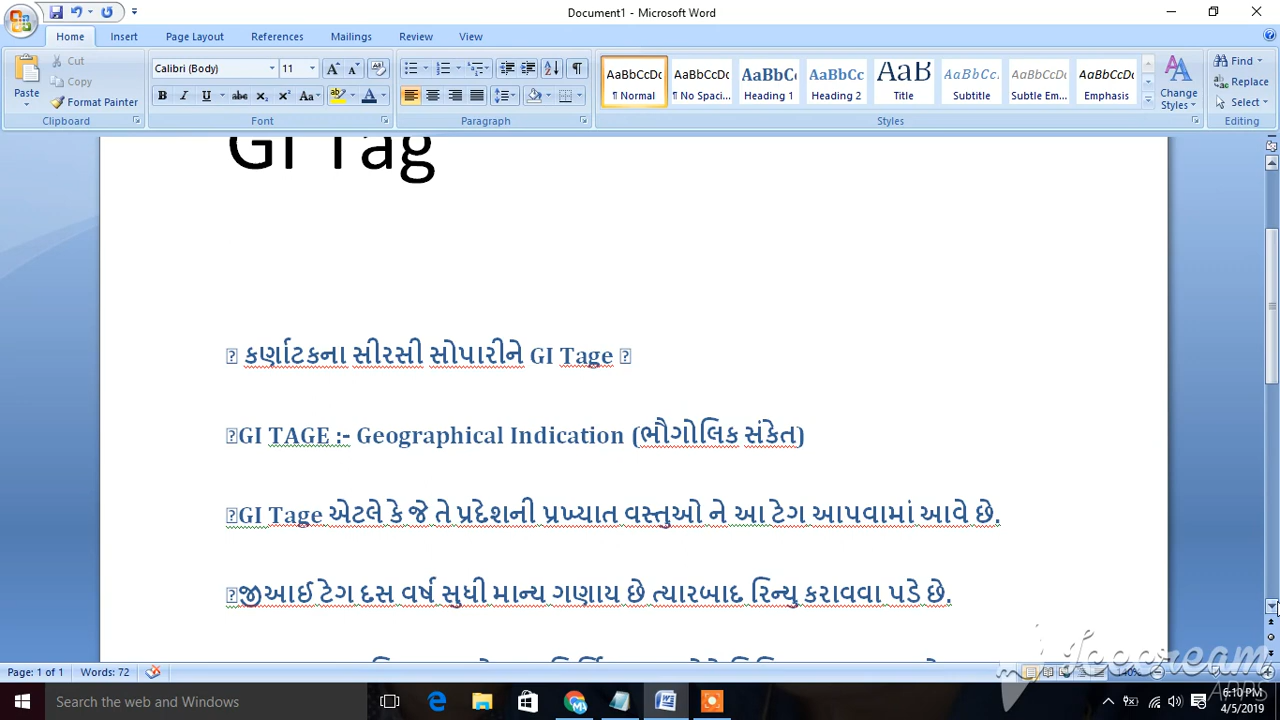 Document1 - Microsoft Word
Home Insert Page Layout References Mailings Review View
Paste
Cut
Copy
Format Painter
Clipboard
Calibri (Body) 11
Font
Paragraph
AaBbCcDc AaBbCcDc AaBbC AaBbCc AaB AaBbCc. AaBbCcDc AaBbCcDc
¶ Normal ¶ No Spaci... Heading 1 Heading 2 Title Subtitle Subtle Em... Emphasis
Change Styles
Styles
Find
Replace
Select
Editing
GI Tag
કર્ણાટકના સીરસી સોપારીને GI Tage
GI TAGE :- Geographical Indication (ભૌગોલિક સંકેત)
GI Tage એટલે કે જે તે પ્રદેશની પ્રખ્યાત વસ્તુઓ ને આ ટેગ આપવામાં આવે છે.
જીઆઈ ટેગ દસ વર્ષ સુધી માન્ય ગણાય છે ત્યારબાદ રિન્યુ કરાવવા પડે છે.
Page: 1 of 1 Words: 72 140%
Search the web and Windows
6:10 PM
4/5/2019